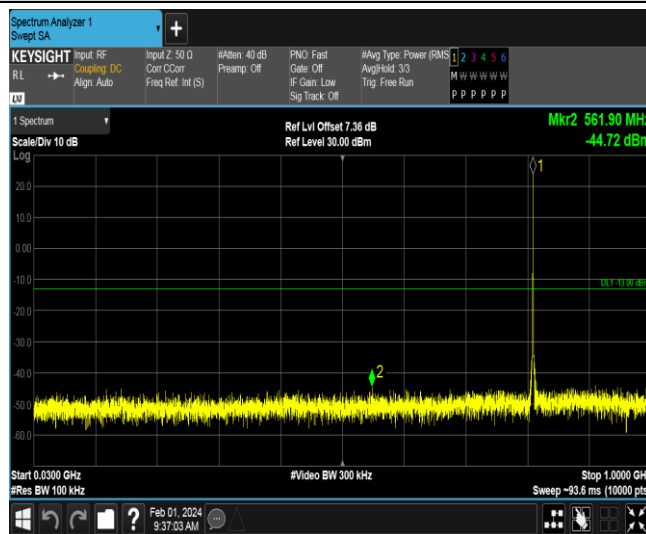 Spectrum Analyzer 1
Swept SA
+
KEYSIGHT
RL
LXI
Input: RF
Coupling: DC
Align: Auto
Input Z: 50 Ω
Corr CCorr
Freq Ref: Int (S)
#Atten: 40 dB
Preamp: Off
PNO: Fast
Gate: Off
IF Gain: Low
Sig Track: Off
#Avg Type: Power (RMS
Avg|Hold: 3/3
Trig: Free Run
1 2 3 4 5 6
M W W W W W
P P P P P P
1 Spectrum
Scale/Div 10 dB
Ref Lvl Offset 7.36 dB
Ref Level 30.00 dBm
Mkr2 561.90 MHz
-44.72 dBm
Log
1
20.0
10.0
0.00
-10.0
DL1 -13.00 dBm
-20.0
-30.0
-40.0
2
-50.0
-60.0
Start 0.0300 GHz
#Video BW 300 kHz
Stop 1.0000 GH
#Res BW 100 kHz
Sweep ~93.6 ms (10000 pts
?
Feb 01, 2024
9:37:03 AM